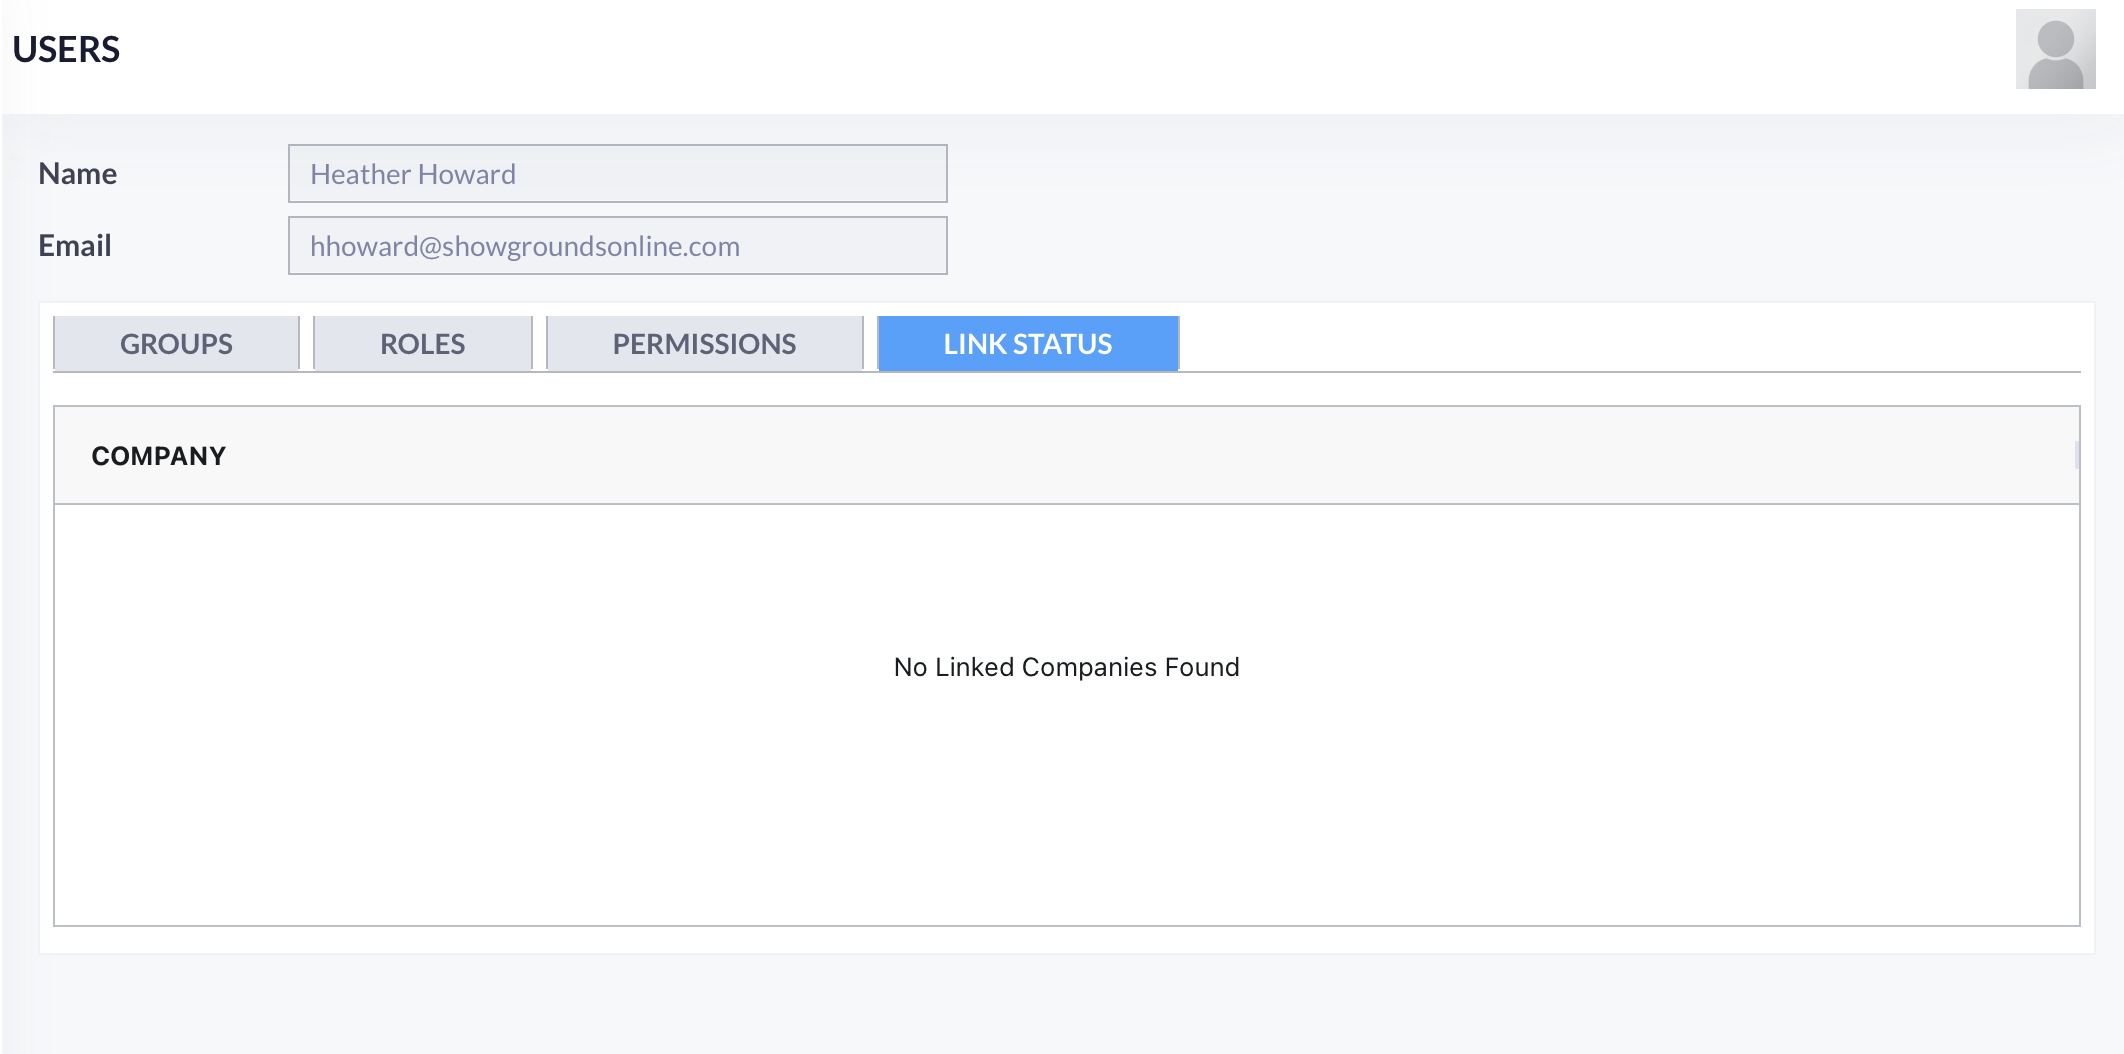 USERS
Name
Heather Howard
Email
hhoward@showgroundsonline.com
GROUPS
ROLES
PERMISSIONS
LINK STATUS
COMPANY
No Linked Companies Found